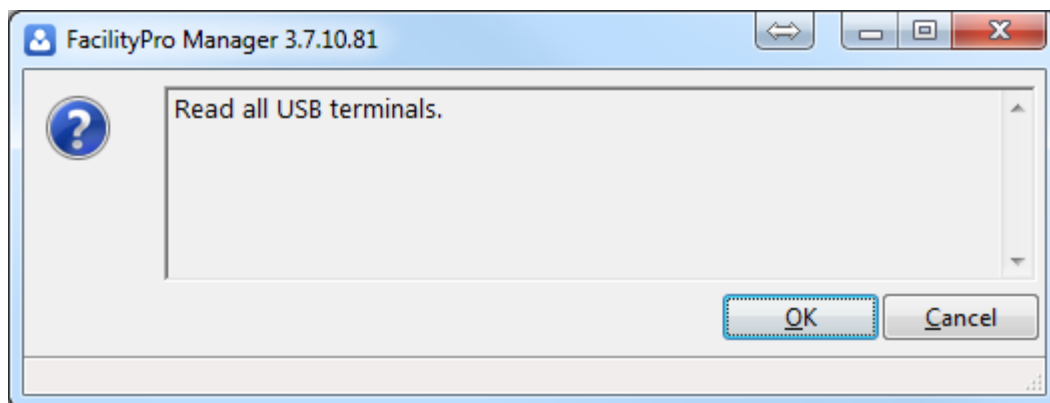 FacilityPro Manager 3.7.10.81
Read all USB terminals.
OK
Cancel